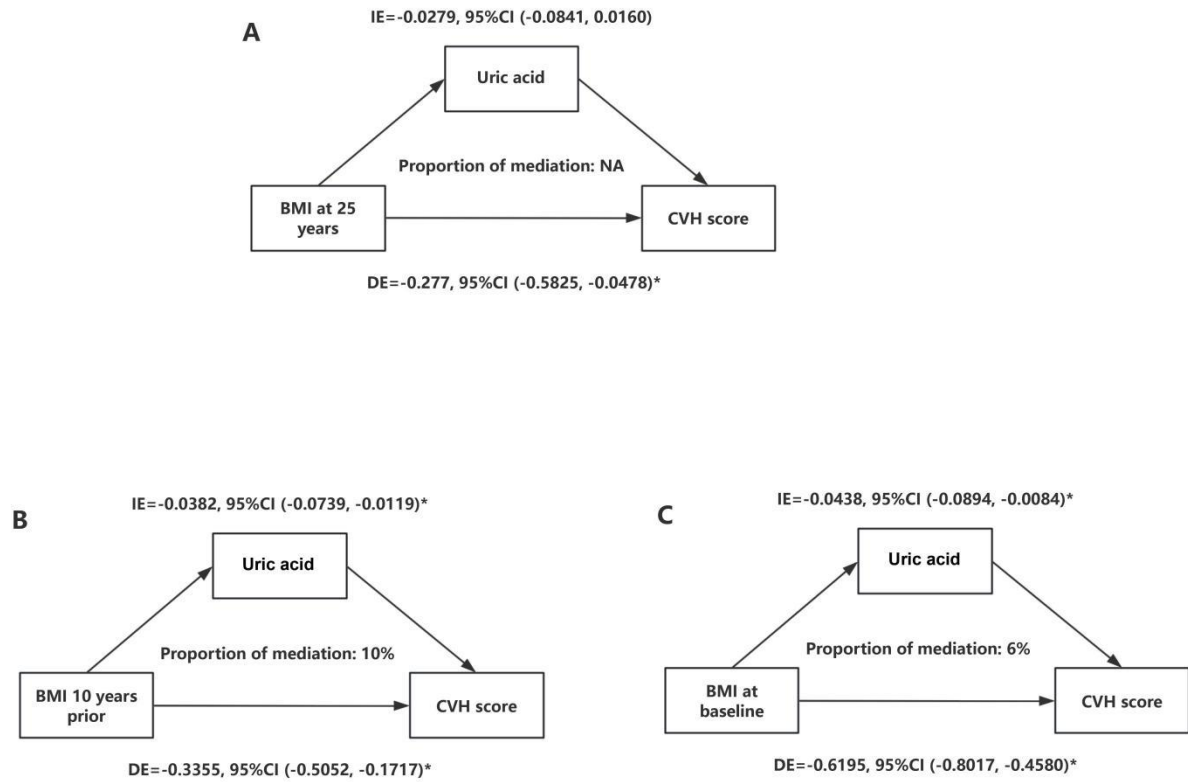 IE=-0.0279, 95%CI (-0.0841, 0.0160)
A
Uric acid
Proportion of mediation: NA
BMI at 25
years
CVH score
DE=-0.277, 95%CI (-0.5825, -0.0478)*
IE=-0.0382, 95%CI (-0.0739, -0.0119)*
B
Uric acid
Proportion of mediation: 10%
BMI 10 years
prior
CVH score
DE=-0.3355, 95%CI (-0.5052, -0.1717)*
IE=-0.0438, 95%CI (-0.0894, -0.0084)*
C
Uric acid
Proportion of mediation: 6%
BMI at
baseline
CVH score
DE=-0.6195, 95%CI (-0.8017, -0.4580)*